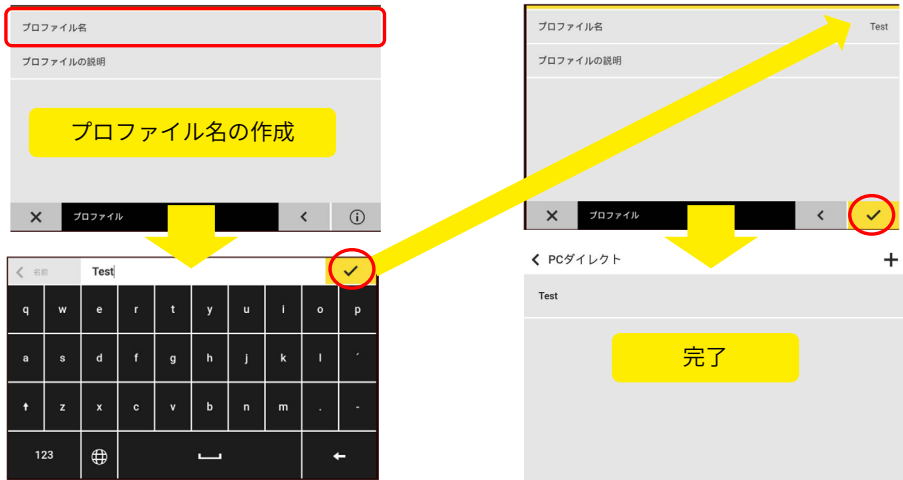 プロファイル名
プロファイルの説明
プロファイル名の作成
プロファイル
名前 Test
q w e r t y u i o p
a s d f g h j k l ´
z x c v b n m . -
123
プロファイル名 Test
プロファイルの説明
プロファイル
PCダイレクト
Test
完了